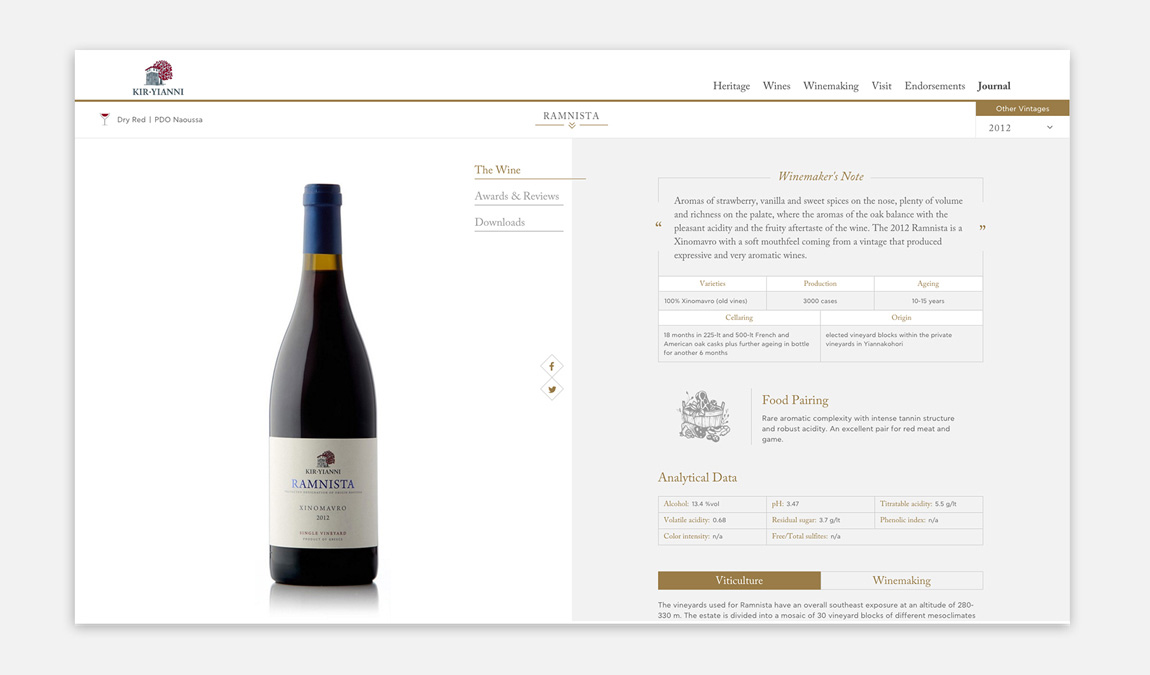 KIR·YIANNI
Heritage Wines Winemaking Visit Endorsements Journal
Other Vintages
Dry Red | PDO Naoussa
RAMNISTA
2012
The Wine
Awards & Reviews
Downloads
Winemaker's Note
“ Aromas of strawberry, vanilla and sweet spices on the nose, plenty of volume
and richness on the palate, where the aromas of the oak balance with the
pleasant acidity and the fruity aftertaste of the wine. The 2012 Ramnista is a
Xinomavro with a soft mouthfeel coming from a vintage that produced
expressive and very aromatic wines. ”
Varieties Production Ageing
100% Xinomavro (old vines) 3000 cases 10-15 years
Cellaring Origin
18 months in 225-lt and 500-lt French and
American oak casks plus further ageing in bottle
for another 6 months
elected vineyard blocks within the private
vineyards in Yiannakohori
Food Pairing
Rare aromatic complexity with intense tannin structure
and robust acidity. An excellent pair for red meat and
game.
Analytical Data
Alcohol: 13.4 %vol pH: 3.47 Titratable acidity: 5.5 g/lt
Volatile acidity: 0.68 Residual sugar: 3.7 g/lt Phenolic index: n/a
Color intensity: n/a Free/Total sulfites: n/a
Viticulture Winemaking
The vineyards used for Ramnista have an overall southeast exposure at an altitude of 280-
330 m. The estate is divided into a mosaic of 30 vineyard blocks of different mesoclimates
KIR·YIANNI
RAMNISTA
XINOMAVRO
2012
SINGLE VINEYARD
PRODUCT OF GREECE